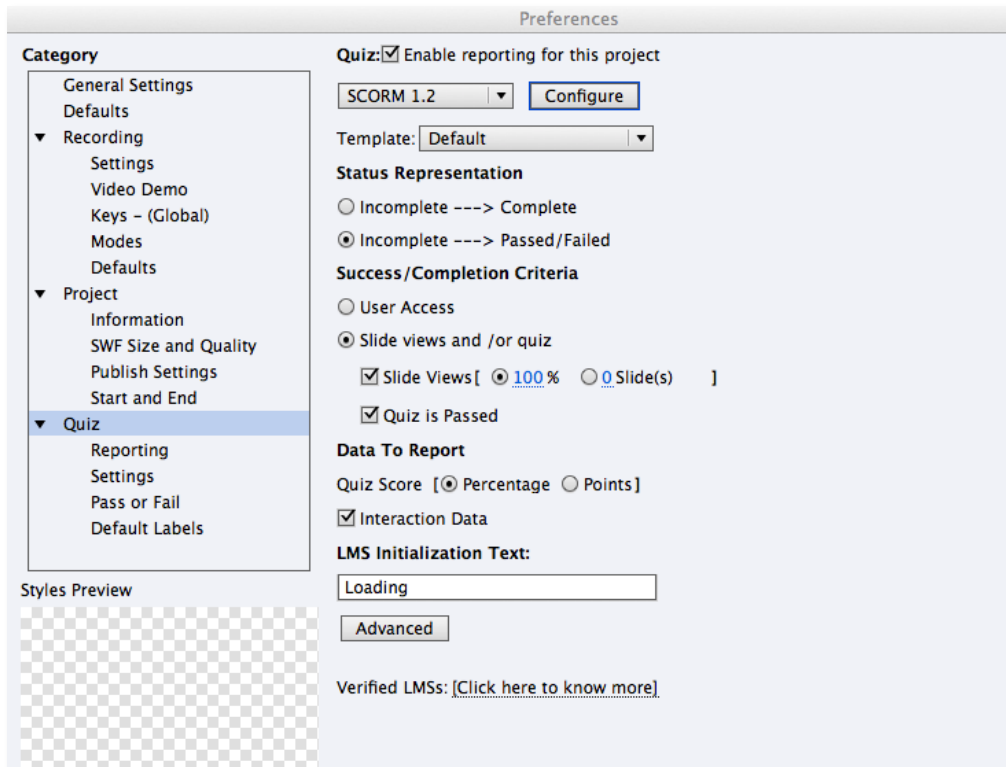 Preferences
Category
General Settings
Defaults
Recording
Settings
Video Demo
Keys - (Global)
Modes
Defaults
Project
Information
SWF Size and Quality
Publish Settings
Start and End
Quiz
Reporting
Settings
Pass or Fail
Default Labels
Styles Preview
Quiz: Enable reporting for this project
SCORM 1.2 Configure
Template: Default
Status Representation
Incomplete ---> Complete
Incomplete ---> Passed/Failed
Success/Completion Criteria
User Access
Slide views and /or quiz
Slide Views [ 100 % 0 Slide(s) ]
Quiz is Passed
Data To Report
Quiz Score [ Percentage Points ]
Interaction Data
LMS Initialization Text:
Loading
Advanced
Verified LMSs: [Click here to know more]